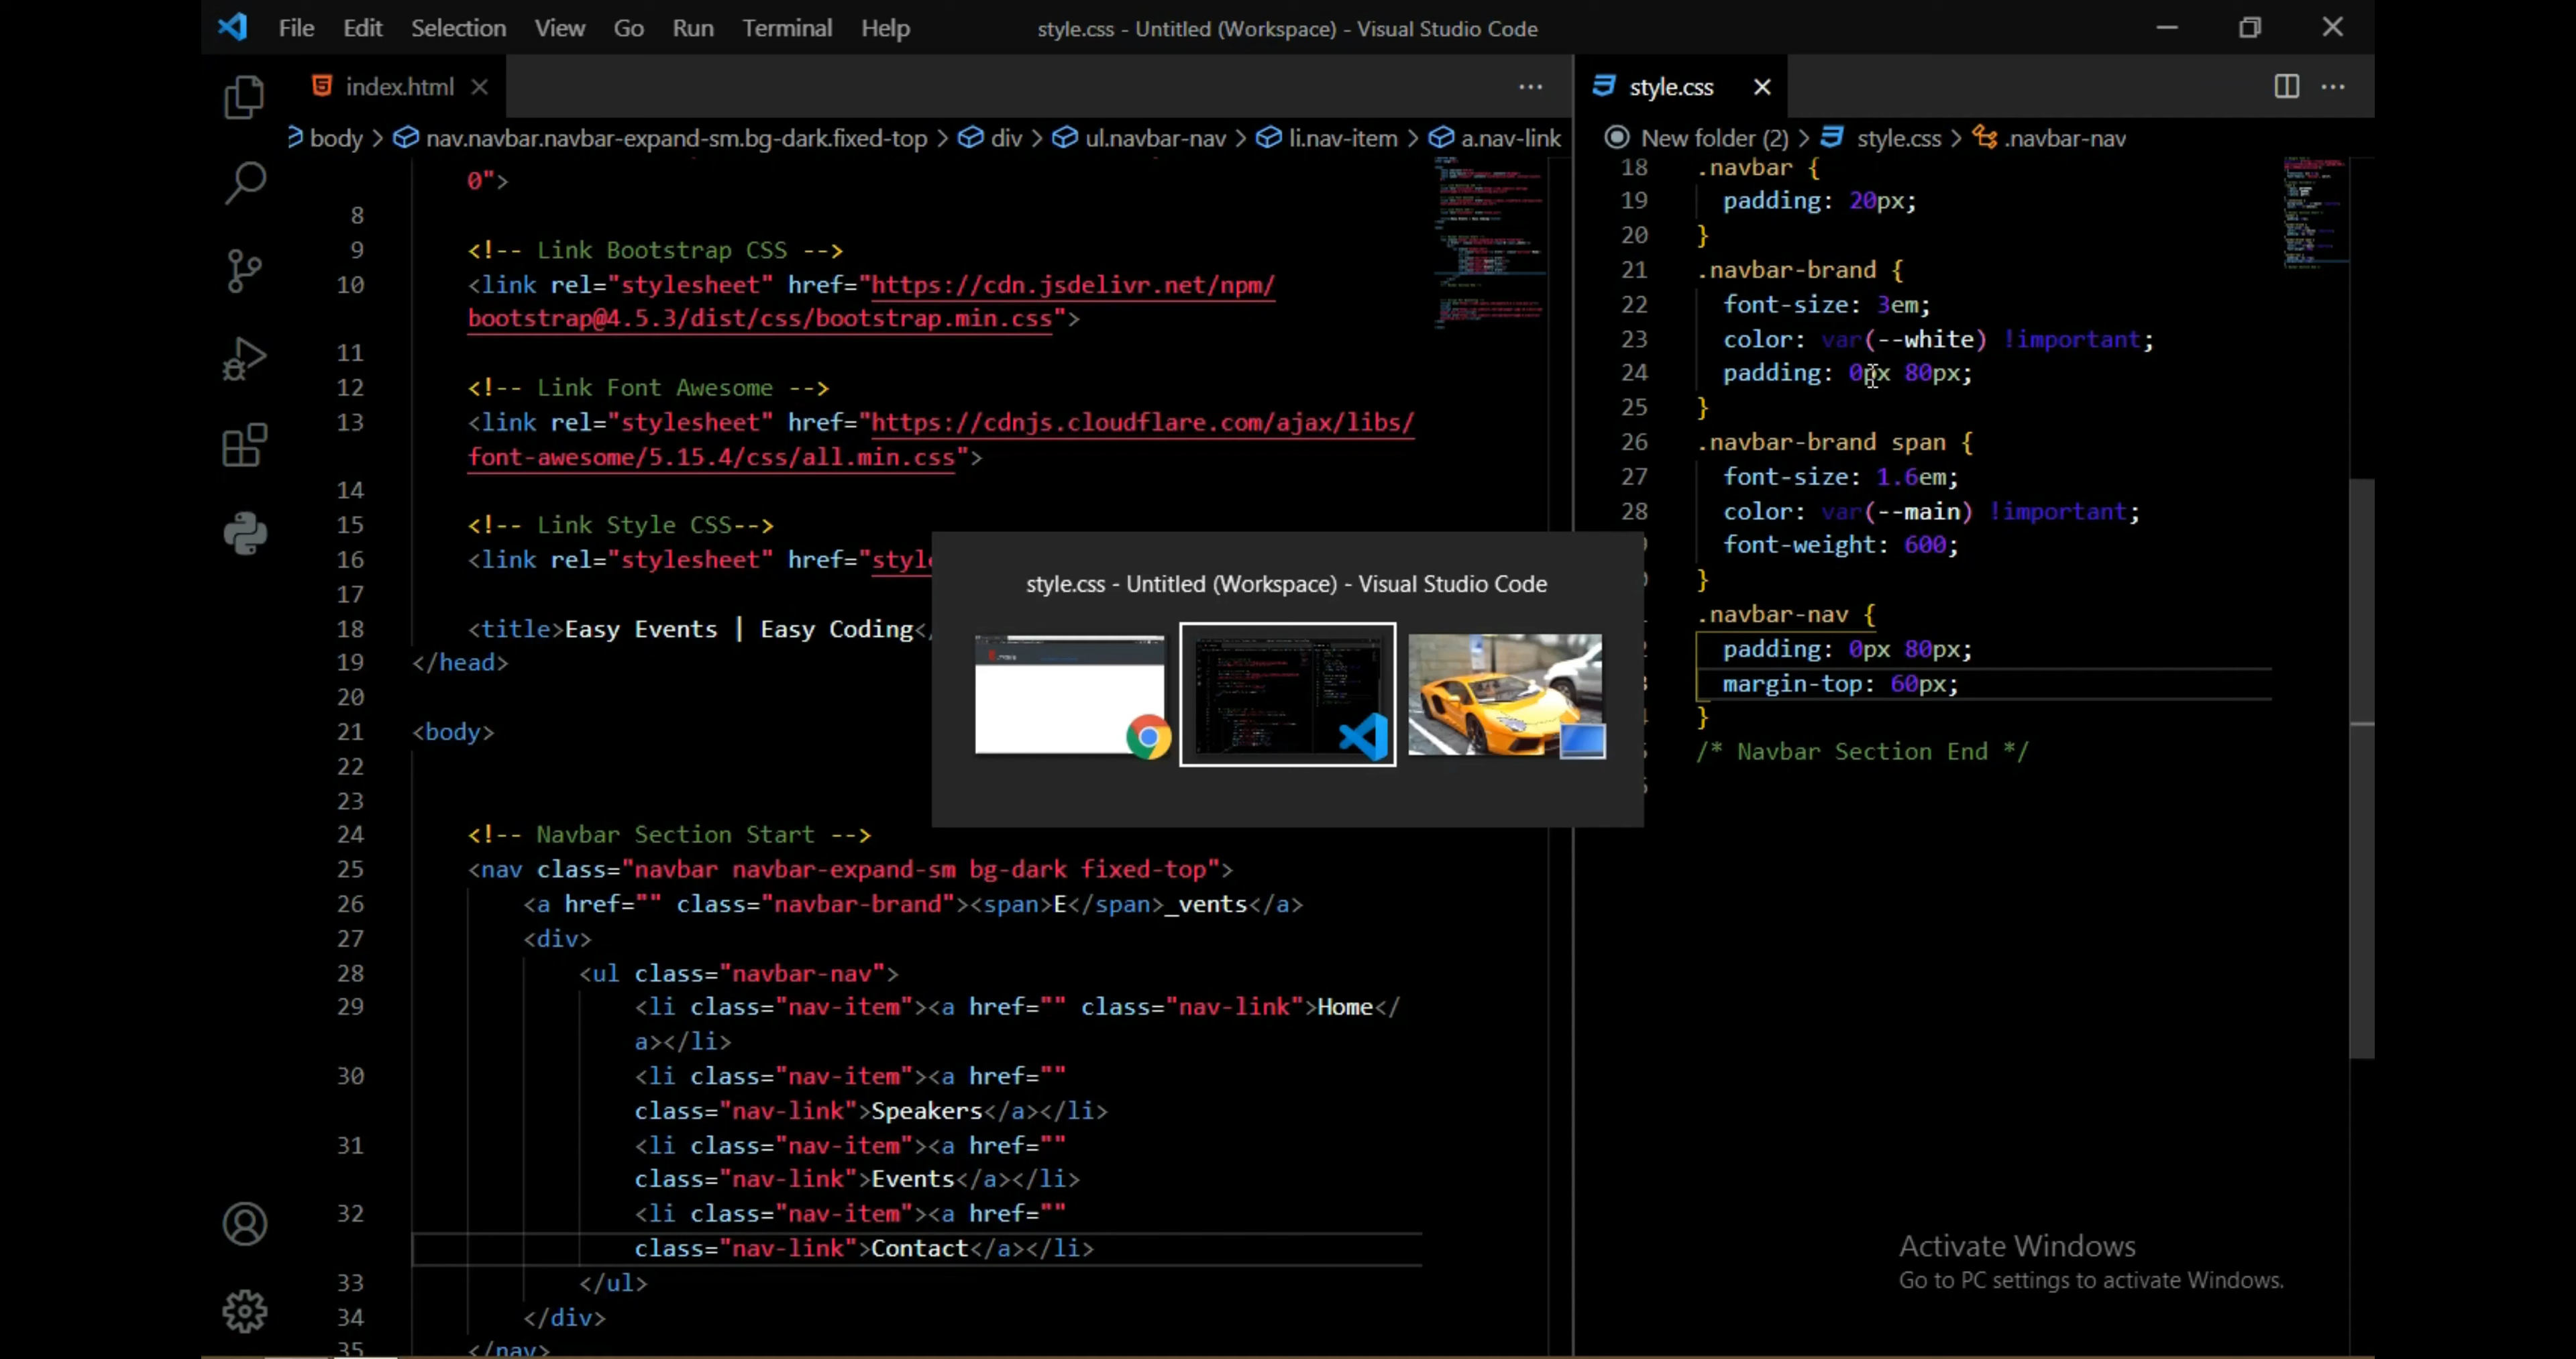 File Edit Selection View Go Run Terminal Help
style.css - Untitled (Workspace) - Visual Studio Code
index.html
body > nav.navbar.navbar-expand-sm.bg-dark.fixed-top > div > ul.navbar-nav > li.nav-item > a.nav-link
0">
8
9 <!-- Link Bootstrap CSS -->
10 <link rel="stylesheet" href="https://cdn.jsdelivr.net/npm/
bootstrap@4.5.3/dist/css/bootstrap.min.css">
11
12 <!-- Link Font Awesome -->
13 <link rel="stylesheet" href="https://cdnjs.cloudflare.com/ajax/libs/
font-awesome/5.15.4/css/all.min.css">
14
15 <!-- Link Style CSS-->
16 <link rel="stylesheet" href="style
17
18 <title>Easy Events | Easy Coding</
19 </head>
20
21 <body>
22
23
24 <!-- Navbar Section Start -->
25 <nav class="navbar navbar-expand-sm bg-dark fixed-top">
26 <a href="" class="navbar-brand"><span>E</span>_vents</a>
27 <div>
28 <ul class="navbar-nav">
29 <li class="nav-item"><a href="" class="nav-link">Home</
a></li>
30 <li class="nav-item"><a href=""
class="nav-link">Speakers</a></li>
31 <li class="nav-item"><a href=""
class="nav-link">Events</a></li>
32 <li class="nav-item"><a href=""
class="nav-link">Contact</a></li>
33 </ul>
34 </div>
35 </nav>
style.css
New folder (2) > style.css > .navbar-nav
18 .navbar {
19 padding: 20px;
20 }
21 .navbar-brand {
22 font-size: 3em;
23 color: var(--white) !important;
24 padding: 0px 80px;
25 }
26 .navbar-brand span {
27 font-size: 1.6em;
28 color: var(--main) !important;
font-weight: 600;
}
.navbar-nav {
padding: 0px 80px;
margin-top: 60px;
}
/* Navbar Section End */
style.css - Untitled (Workspace) - Visual Studio Code
Activate Windows
Go to PC settings to activate Windows.